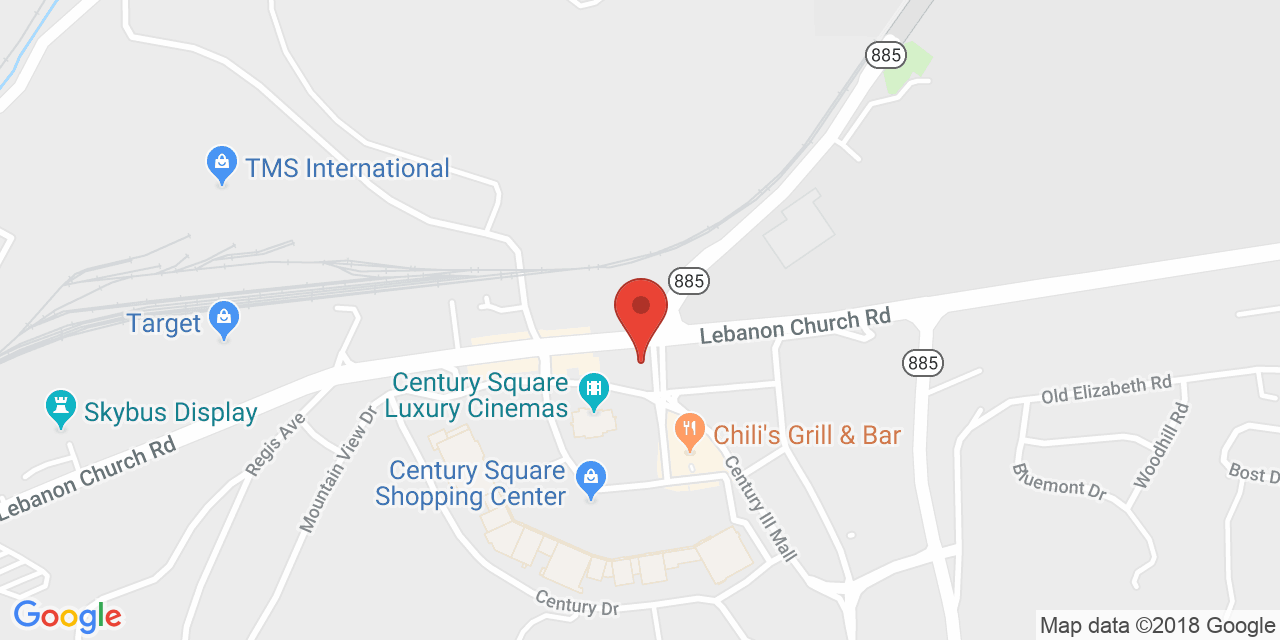 885
TMS International
885
Target
Lebanon Church Rd
885
Century Square
Luxury Cinemas
Old Elizabeth Rd
Skybus Display
Regis Ave
Mountain View Dr
Chili's Grill & Bar
Woodhill Rd
Lebanon Church Rd
Century Square
Shopping Center
Century III Mall
Bluemont Dr
Bost D
Century Dr
Google
Map data ©2018 Google